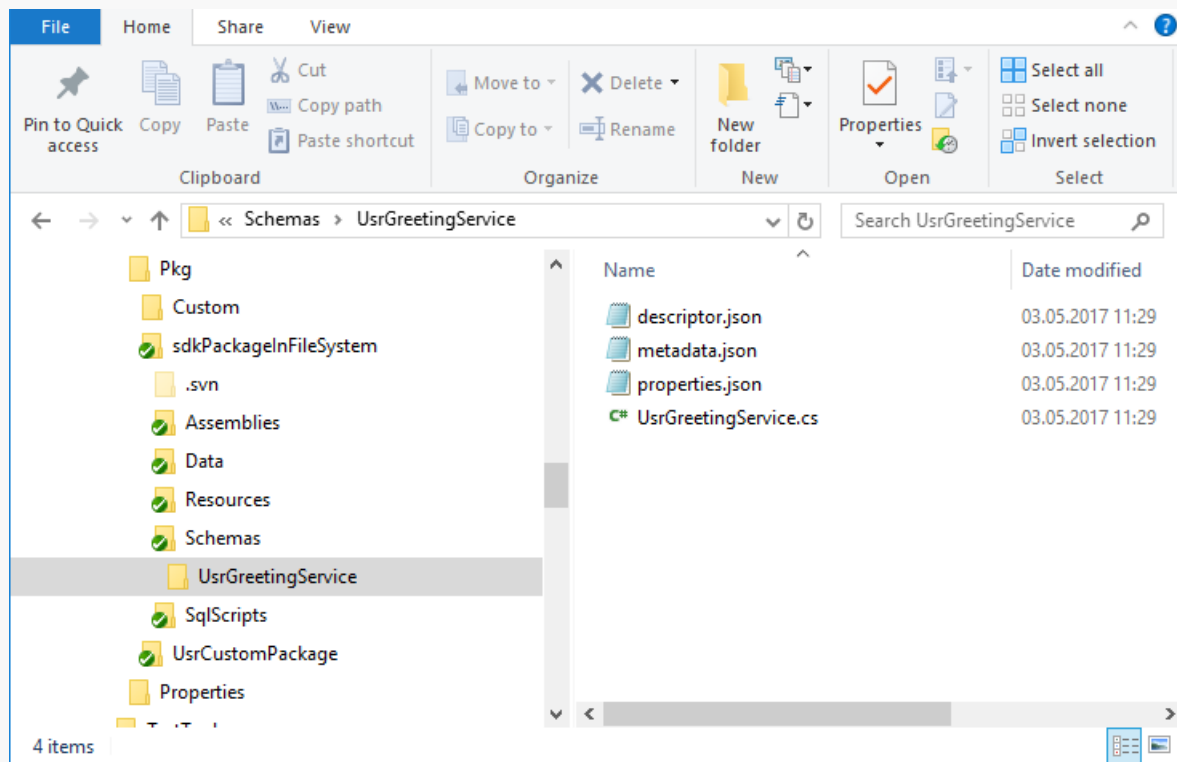 File Home Share View
Pin to Quick access
Copy
Paste
Cut
Copy path
Paste shortcut
Clipboard
Move to
Copy to
Delete
Rename
Organize
New folder
New
Properties
Open
Select all
Select none
Invert selection
Select
« Schemas › UsrGreetingService
Search UsrGreetingService
Pkg
Custom
sdkPackageInFileSystem
.svn
Assemblies
Data
Resources
Schemas
UsrGreetingService
SqlScripts
UsrCustomPackage
Properties
Name Date modified
descriptor.json 03.05.2017 11:29
metadata.json 03.05.2017 11:29
properties.json 03.05.2017 11:29
C# UsrGreetingService.cs 03.05.2017 11:29
4 items